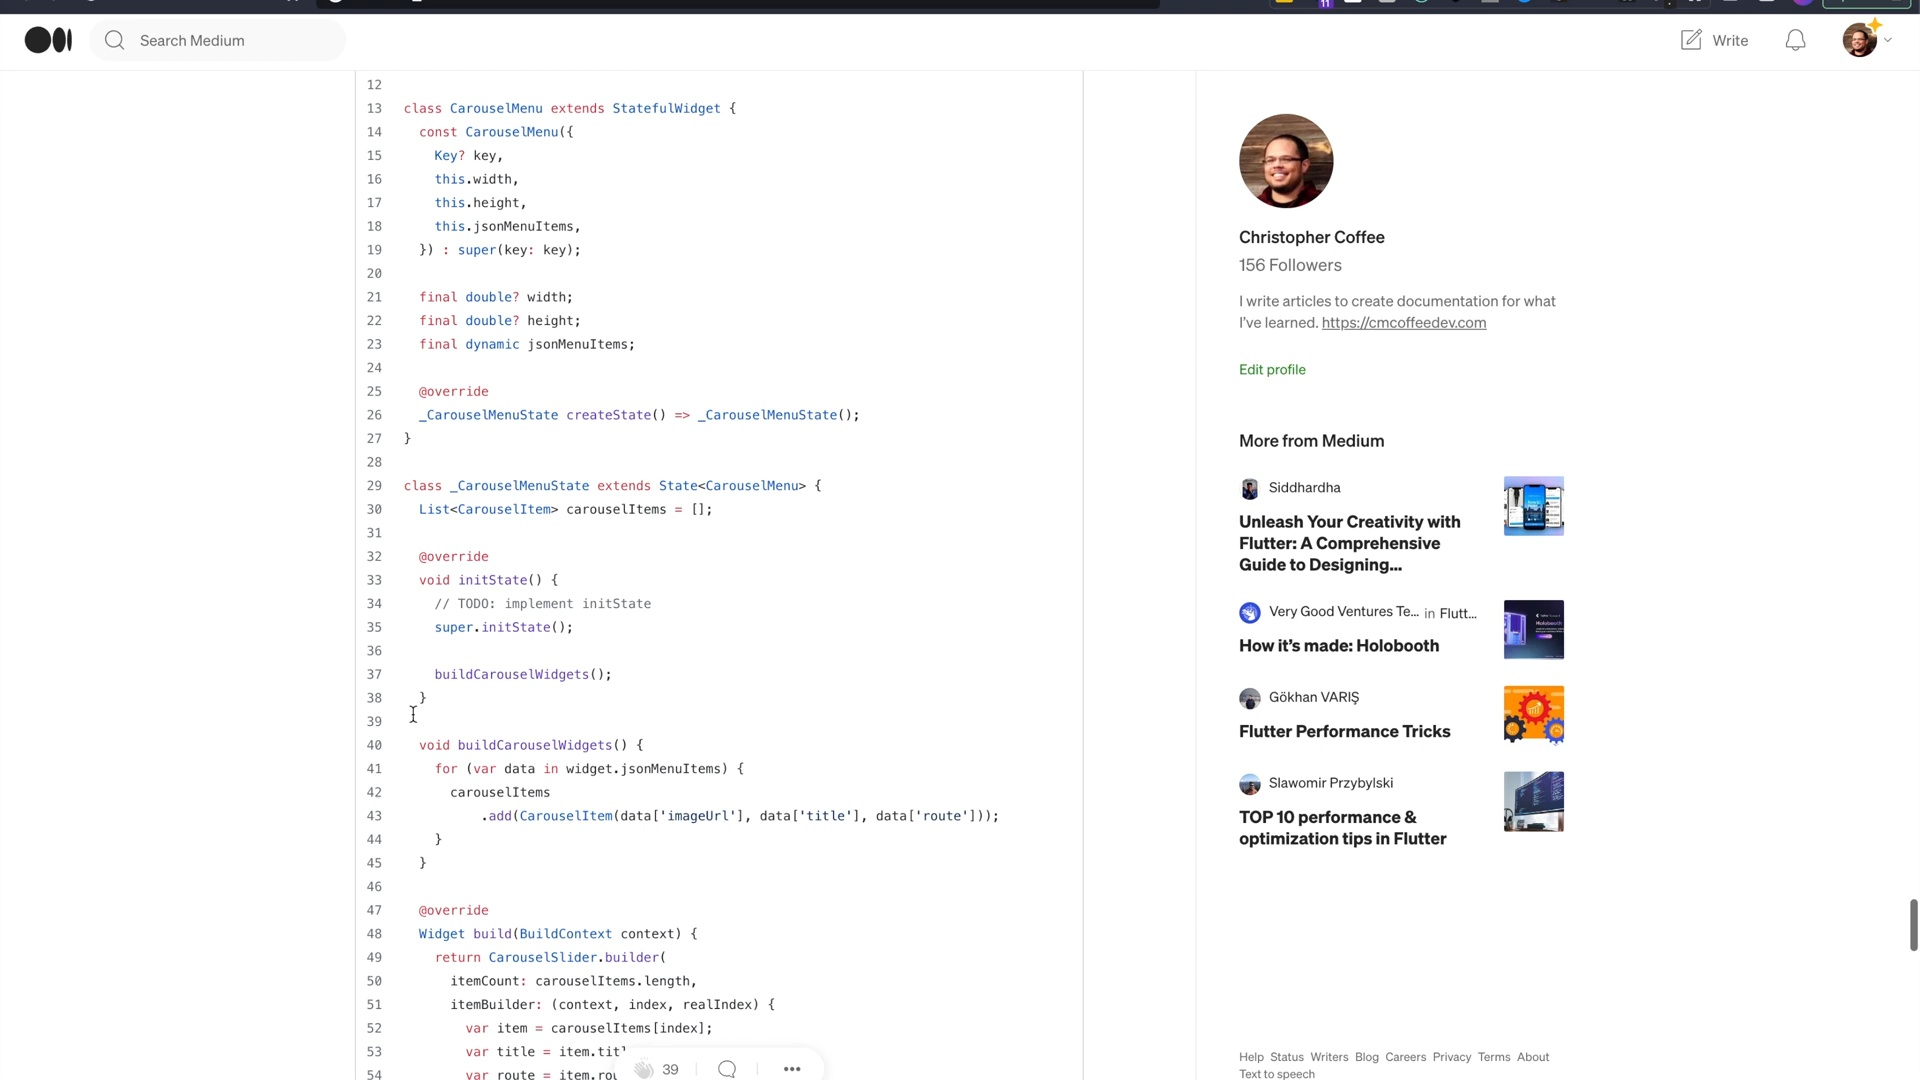 11
Search Medium
Write
12
13 class CarouselMenu extends StatefulWidget {
14 const CarouselMenu({
15 Key? key,
16 this.width,
17 this.height,
18 this.jsonMenuItems,
19 }) : super(key: key);
20
21 final double? width;
22 final double? height;
23 final dynamic jsonMenuItems;
24
25 @override
26 _CarouselMenuState createState() => _CarouselMenuState();
27 }
28
29 class _CarouselMenuState extends State<CarouselMenu> {
30 List<CarouselItem> carouselItems = [];
31
32 @override
33 void initState() {
34 // TODO: implement initState
35 super.initState();
36
37 buildCarouselWidgets();
38 }
39
40 void buildCarouselWidgets() {
41 for (var data in widget.jsonMenuItems) {
42 carouselItems
43 .add(CarouselItem(data['imageUrl'], data['title'], data['route']));
44 }
45 }
46
47 @override
48 Widget build(BuildContext context) {
49 return CarouselSlider.builder(
50 itemCount: carouselItems.length,
51 itemBuilder: (context, index, realIndex) {
52 var item = carouselItems[index];
53 var title = item.titl
54 var route = item.rou
39
Christopher Coffee
156 Followers
I write articles to create documentation for what
I've learned. https://cmcoffeedev.com
Edit profile
More from Medium
Siddhardha
Unleash Your Creativity with
Flutter: A Comprehensive
Guide to Designing...
Very Good Ventures Te... in Flutt...
How it's made: Holobooth
Gökhan VARIŞ
Flutter Performance Tricks
Slawomir Przybylski
TOP 10 performance &
optimization tips in Flutter
Help Status Writers Blog Careers Privacy Terms About
Text to speech